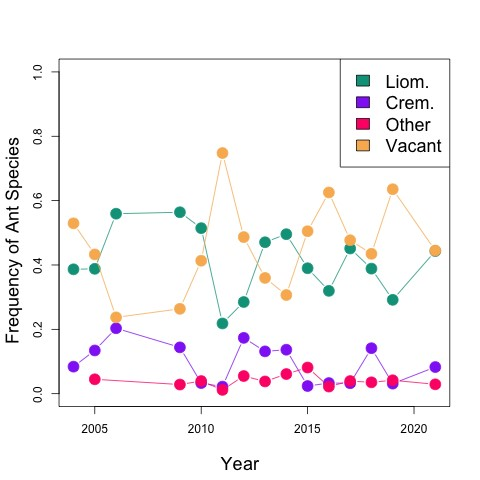 Liom.
Crem.
Other
Vacant
Frequency of Ant Species
1.0
0.8
0.6
0.4
0.2
0.0
2005 2010 2015 2020
Year